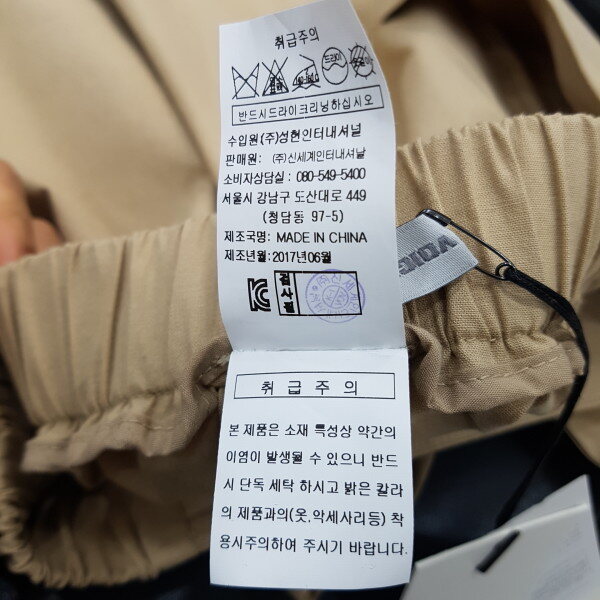 취급주의
드라이
반드시드라이크리닝하십시오
수입원(주)성현인터내셔널
판매원: (주)신세계인터내셔날
소비자상담실 : 080-549-5400
서울시 강남구 도산대로 449
(청담동 97-5)
제조국명: MADE IN CHINA
제조년월: 2017년06월
검사필
취급주의
본 제품은 소재 특성상 약간의
이염이 발생될 수 있으니 반드
시 단독 세탁 하시고 밝은 칼라
의 제품과의(옷,악세사리등) 착
용시주의하여 주시기 바랍니다.